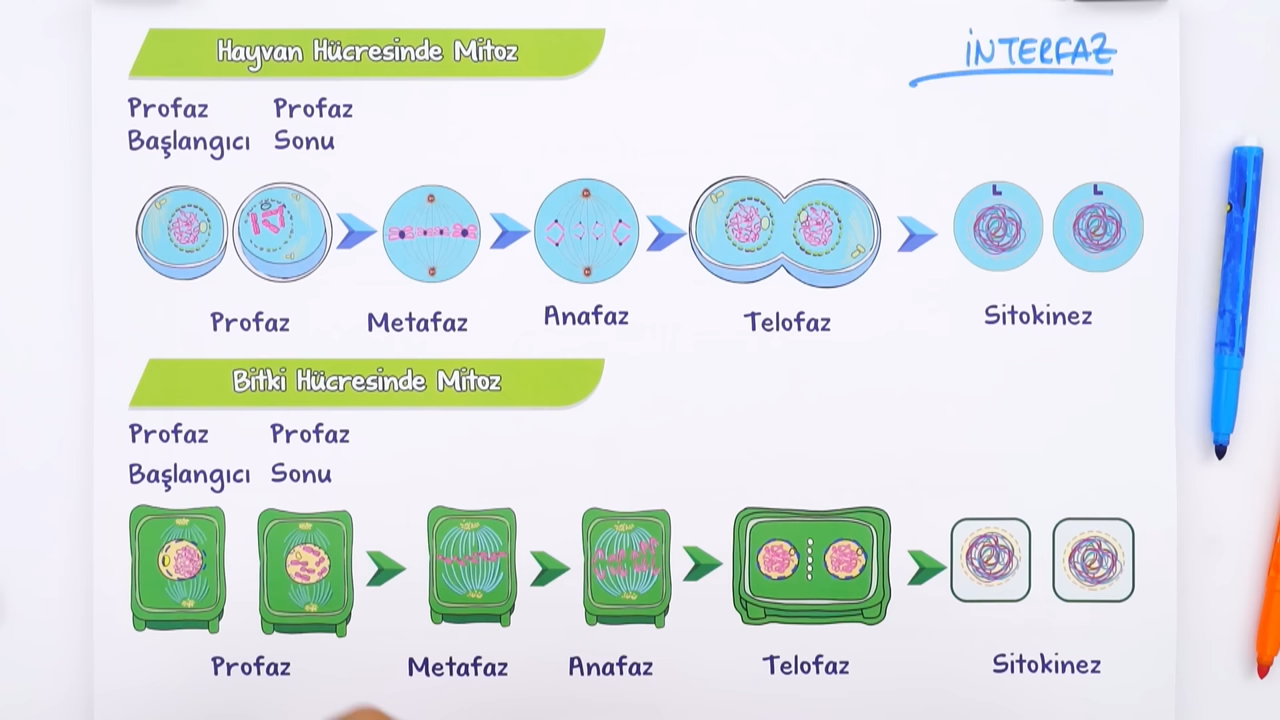 Hayvan Hücresinde Mitoz
İNTERFAZ
Profaz Başlangıcı
Profaz Sonu
Profaz
Metafaz
Anafaz
Telofaz
Sitokinez
Bitki Hücresinde Mitoz
Profaz Başlangıcı
Profaz Sonu
Profaz
Metafaz
Anafaz
Telofaz
Sitokinez